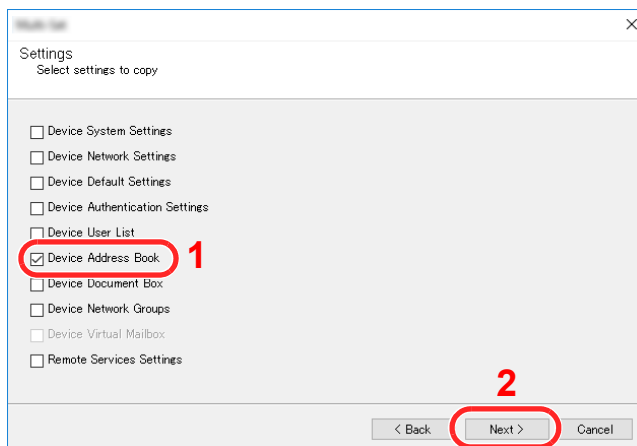 Settings
Select settings to copy
Device System Settings
Device Network Settings
Device Default Settings
Device Authentication Settings
Device User List
Device Address Book
1
Device Document Box
Device Network Groups
Device Virtual Mailbox
Remote Services Settings
2
< Back
Next >
Cancel